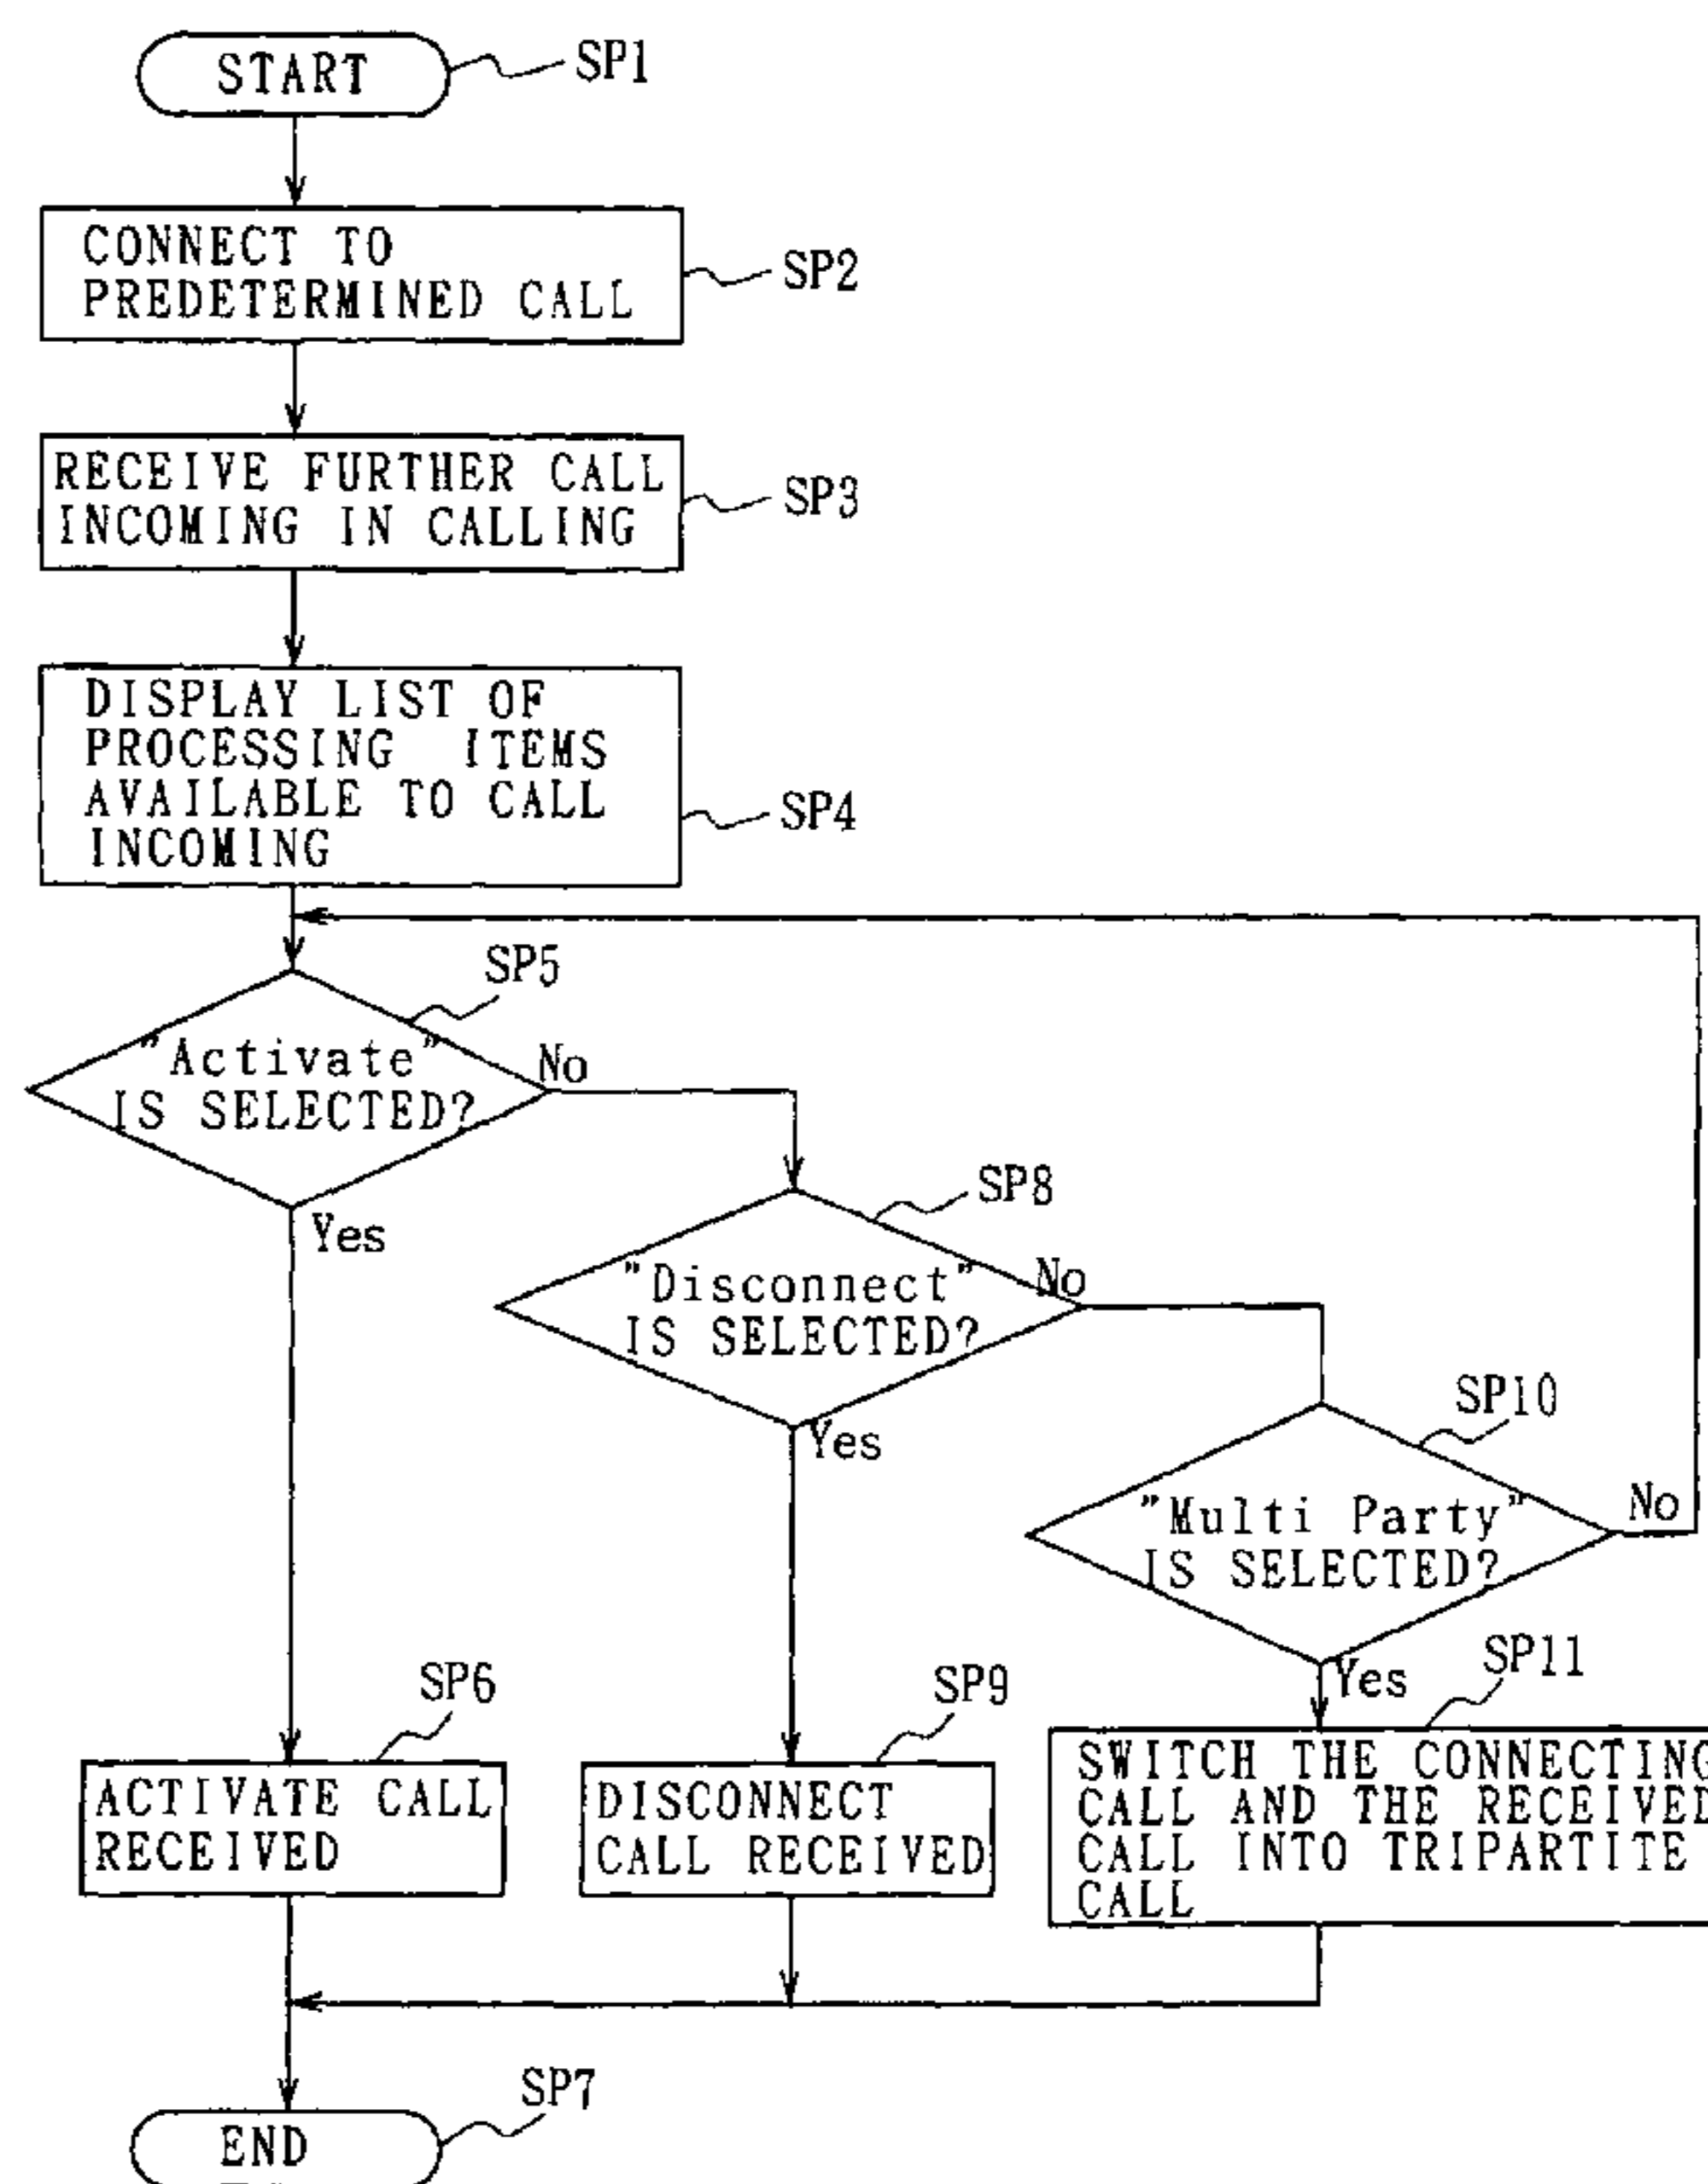 START
SP1
CONNECT TO
PREDETERMINED CALL
SP2
RECEIVE FURTHER CALL
INCOMING IN CALLING
SP3
DISPLAY LIST OF
PROCESSING ITEMS
AVAILABLE TO CALL
INCOMING
SP4
SP5
"Activate"
IS SELECTED?
No
Yes
SP8
"Disconnect"
IS SELECTED?
No
Yes
SP10
"Multi Party"
IS SELECTED?
No
Yes
SP6
ACTIVATE CALL
RECEIVED
SP9
DISCONNECT
CALL RECEIVED
SP11
SWITCH THE CONNECTING
CALL AND THE RECEIVED
CALL INTO TRIPARTITE
CALL
SP7
END